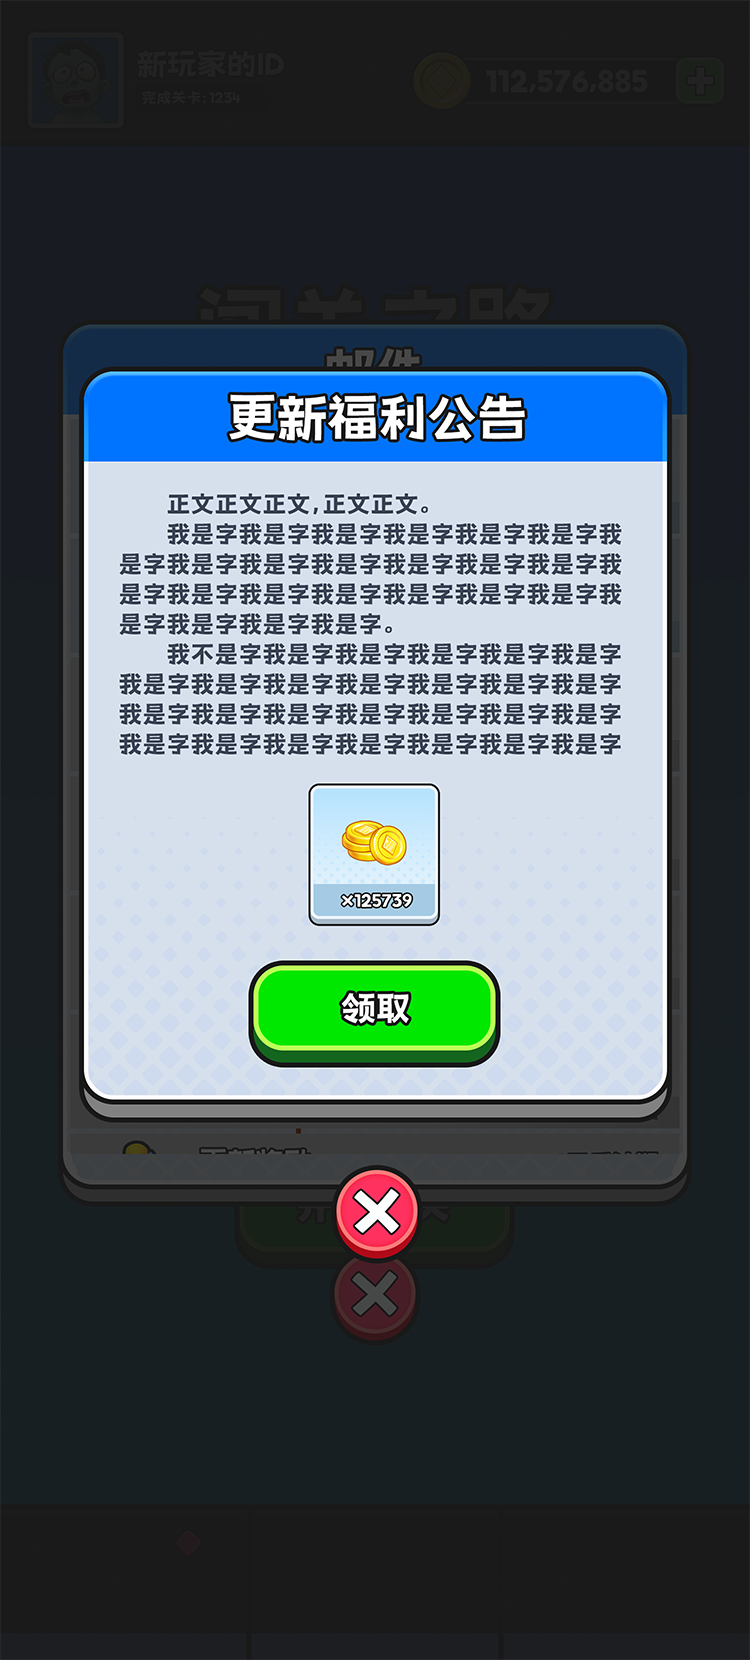 新玩家的ID
完成关卡:1234
112,576,885
闯关之路
邮件
更新福利公告
正文正文正文,正文正文。
我是字我是字我是字我是字我是字我是字我
是字我是字我是字我是字我是字我是字我是字我
是字我是字我是字我是字我是字我是字我是字我
是字我是字我是字我是字。
我不是字我是字我是字我是字我是字我是字
我是字我是字我是字我是字我是字我是字我是字
我是字我是字我是字我是字我是字我是字我是字
我是字我是字我是字我是字我是字我是字我是字
×125739
领取